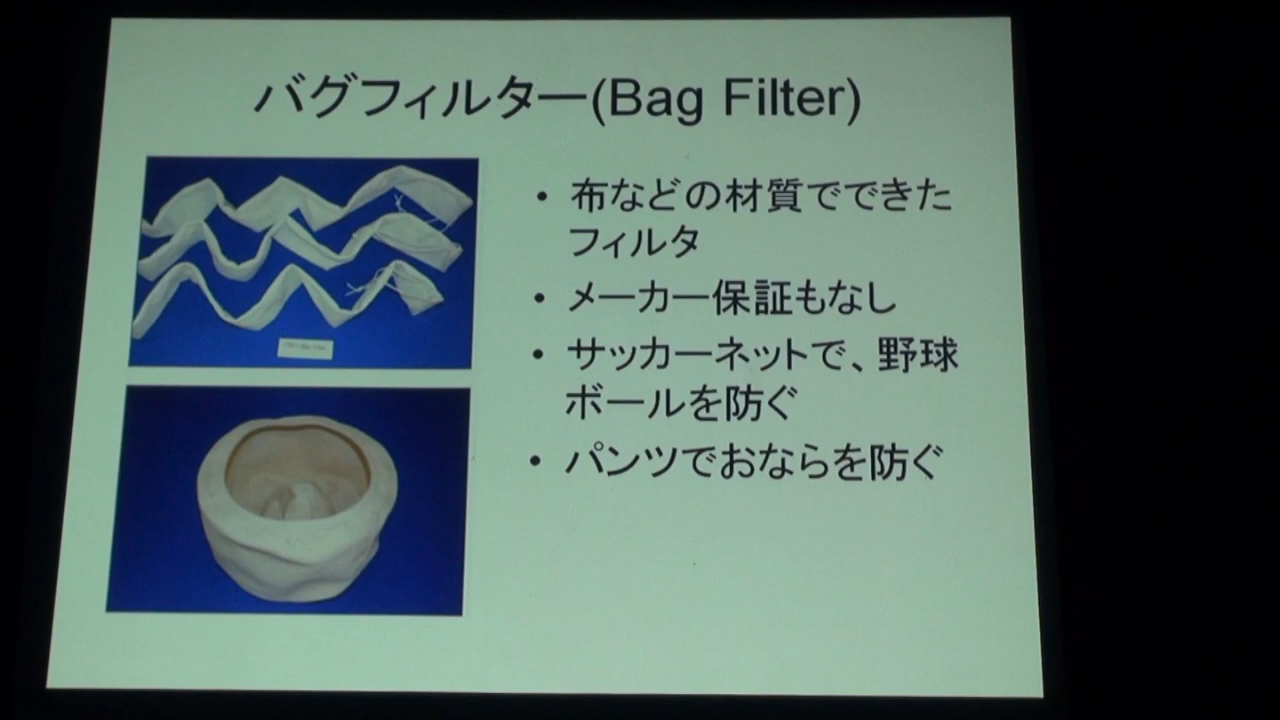 バグフィルター(Bag Filter)
• 布などの材質でできた
フィルタ
• メーカー保証もなし
• サッカーネットで、野球
ボールを防ぐ
• パンツでおならを防ぐ